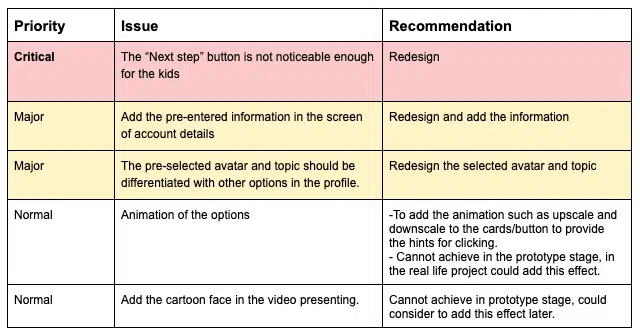 Priority Issue Recommendation
Critical The “Next step” button is not noticeable enough Redesign
for the kids
Major Add the pre-entered information in the screen Redesign and add the information
of account details
Major The pre-selected avatar and topic should be Redesign the selected avatar and topic
differentiated with other options in the profile.
Normal Animation of the options -To add the animation such as upscale and
downscale to the cards/button to provide
the hints for clicking.
- Cannot achieve in the prototype stage, in
the real life project could add this effect.
Normal Add the cartoon face in the video presenting. Cannot achieve in prototype stage, could
consider to add this effect later.